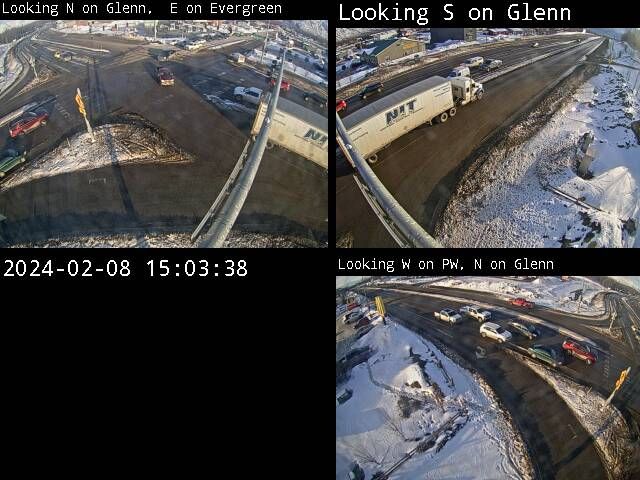 Looking N on Glenn, E on Evergreen
Looking S on Glenn
NIT
NIT
2024-02-08 15:03:38
Looking W on PW, N on Glenn